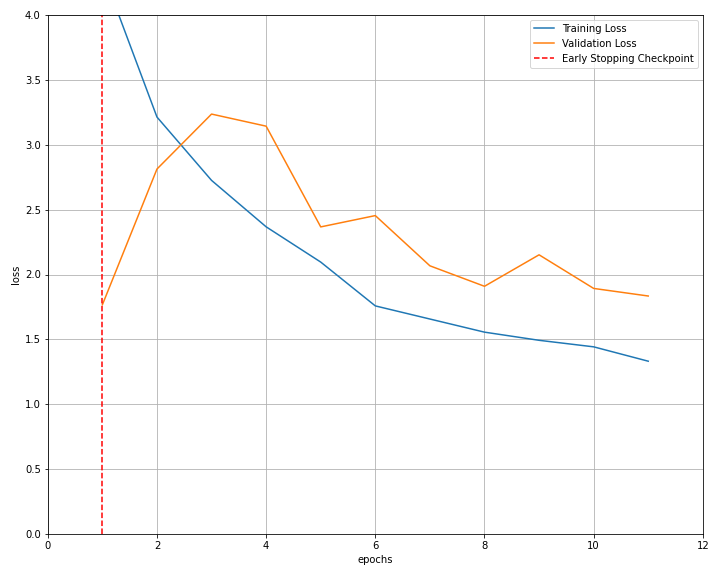 Training Loss
Validation Loss
Early Stopping Checkpoint
4.0
3.5
3.0
2.5
2.0
1.5
1.0
0.5
0.0
loss
0 2 4 6 8 10 12
epochs